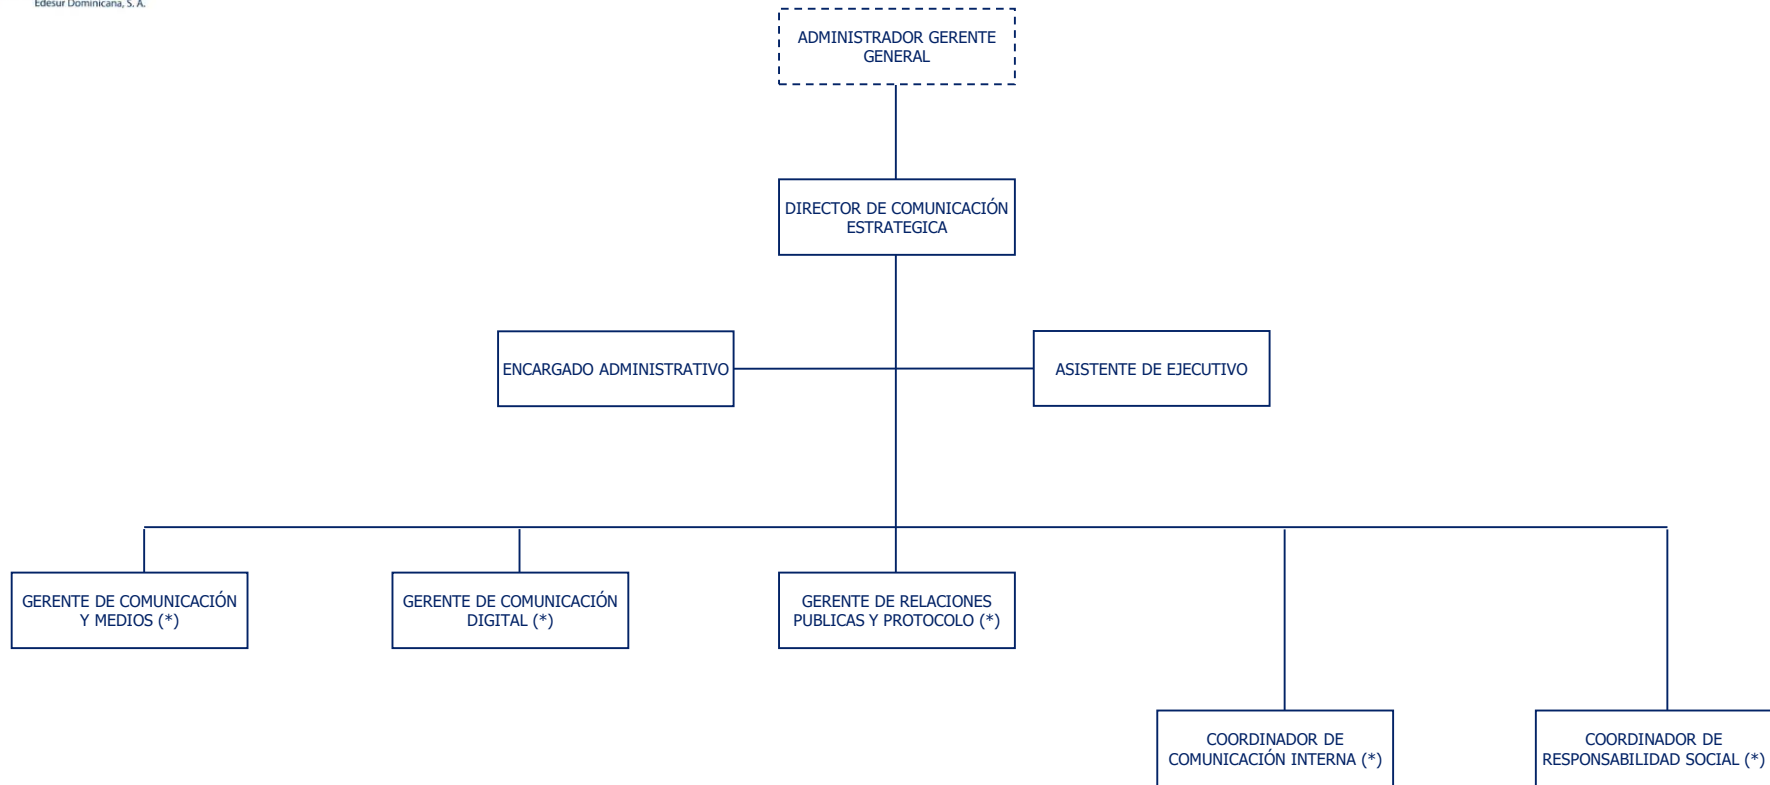 Edesur Dominicana, S. A.
ADMINISTRADOR GERENTE
GENERAL
DIRECTOR DE COMUNICACIÓN
ESTRATEGICA
ENCARGADO ADMINISTRATIVO
ASISTENTE DE EJECUTIVO
GERENTE DE COMUNICACIÓN
Y MEDIOS (*)
GERENTE DE COMUNICACIÓN
DIGITAL (*)
GERENTE DE RELACIONES
PUBLICAS Y PROTOCOLO (*)
COORDINADOR DE
COMUNICACIÓN INTERNA (*)
COORDINADOR DE
RESPONSABILIDAD SOCIAL (*)